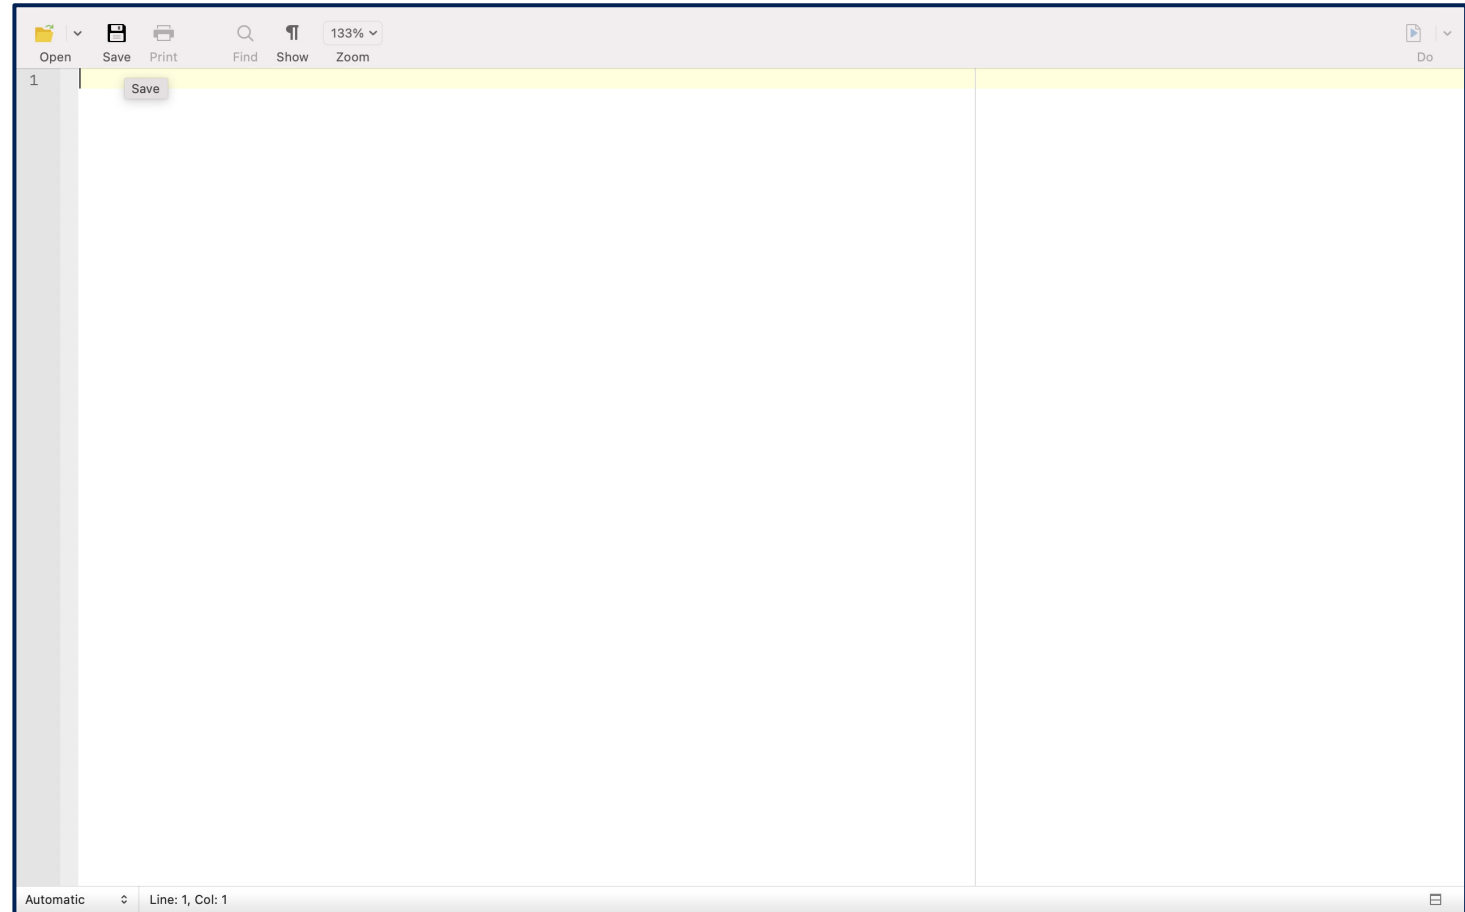 133%
Open Save Print Find Show Zoom Do
1
Save
Automatic Line: 1, Col: 1